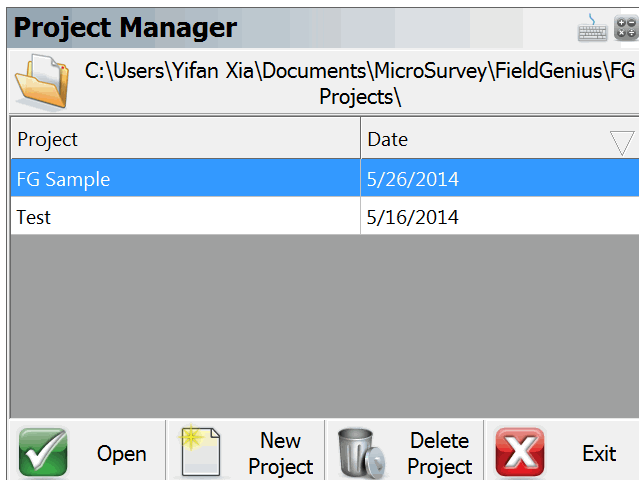 Project Manager
C:\Users\Yifan Xia\Documents\MicroSurvey\FieldGenius\FG
Projects\
Project Date
FG Sample 5/26/2014
Test 5/16/2014
Open
New
Project
Delete
Project
Exit